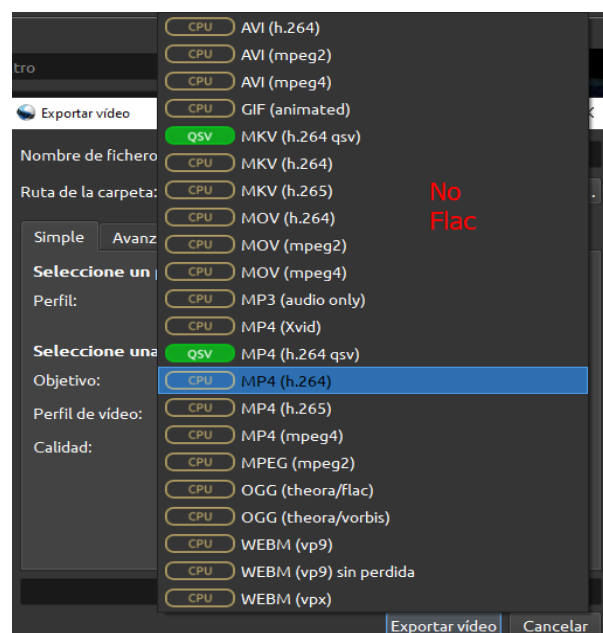 CPU AVI (h.264)
CPU AVI (mpeg2)
tro
CPU AVI (mpeg4)
Exportar vídeo
CPU GIF (animated)
QSV MKV (h.264 qsv)
Nombre de fichero
CPU MKV (h.264)
Ruta de la carpeta:
CPU MKV (h.265)
No
Flac
CPU MOV (h.264)
Simple Avanz
CPU MOV (mpeg2)
Seleccione un
CPU MOV (mpeg4)
Perfil:
CPU MP3 (audio only)
CPU MP4 (Xvid)
Seleccione una
QSV MP4 (h.264 qsv)
Objetivo:
CPU MP4 (h.264)
Perfil de vídeo:
CPU MP4 (h.265)
CPU MP4 (mpeg4)
Calidad:
CPU MPEG (mpeg2)
CPU OGG (theora/flac)
CPU OGG (theora/vorbis)
CPU WEBM (vp9)
CPU WEBM (vp9) sin perdida
CPU WEBM (vpx)
Exportar vídeo Cancelar